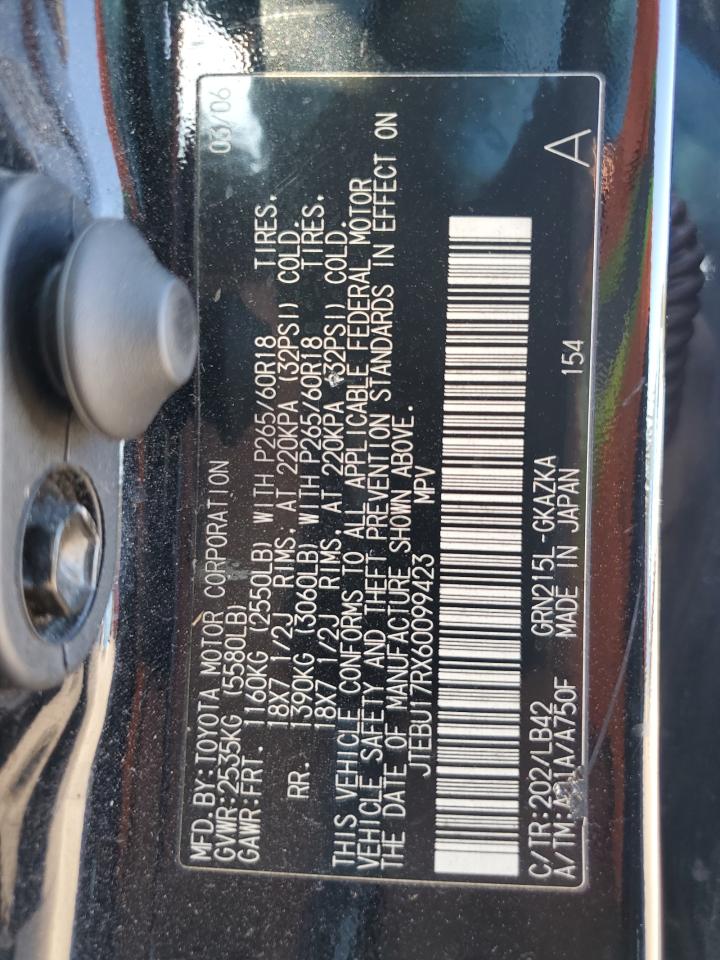 MFD.BY:TOYOTA MOTOR CORPORATION 03/06
GVWR:2535KG (5580LB)
GAWR:FRT. 1160KG (2550LB) WITH P265/60R18 TIRES,
18X7 1/2J RIMS, AT 220KPA (32PSI) COLD.
RR. 1390KG (3060LB) WITH P265/60R18 TIRES,
18X7 1/2J RIMS, AT 220KPA (32PSI) COLD.
THIS VEHICLE CONFORMS TO ALL APPLICABLE FEDERAL MOTOR
VEHICLE SAFETY AND THEFT PREVENTION STANDARDS IN EFFECT ON
THE DATE OF MANUFACTURE SHOWN ABOVE.
JTEBU17RX60099423 MPV
C/TR:202/LB42 GRN215L-GKAZKA
A/TM:A01A/A750F MADE IN JAPAN 154 A